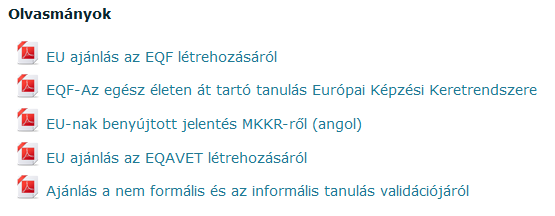 Olvasmányok
EU ajánlás az EQF létrehozásáról
EQF-Az egész életen át tartó tanulás Európai Képzési Keretrendszere
EU-nak benyújtott jelentés MKKR-ről (angol)
EU ajánlás az EQAVET létrehozásáról
Ajánlás a nem formális és az informális tanulás validációjáról